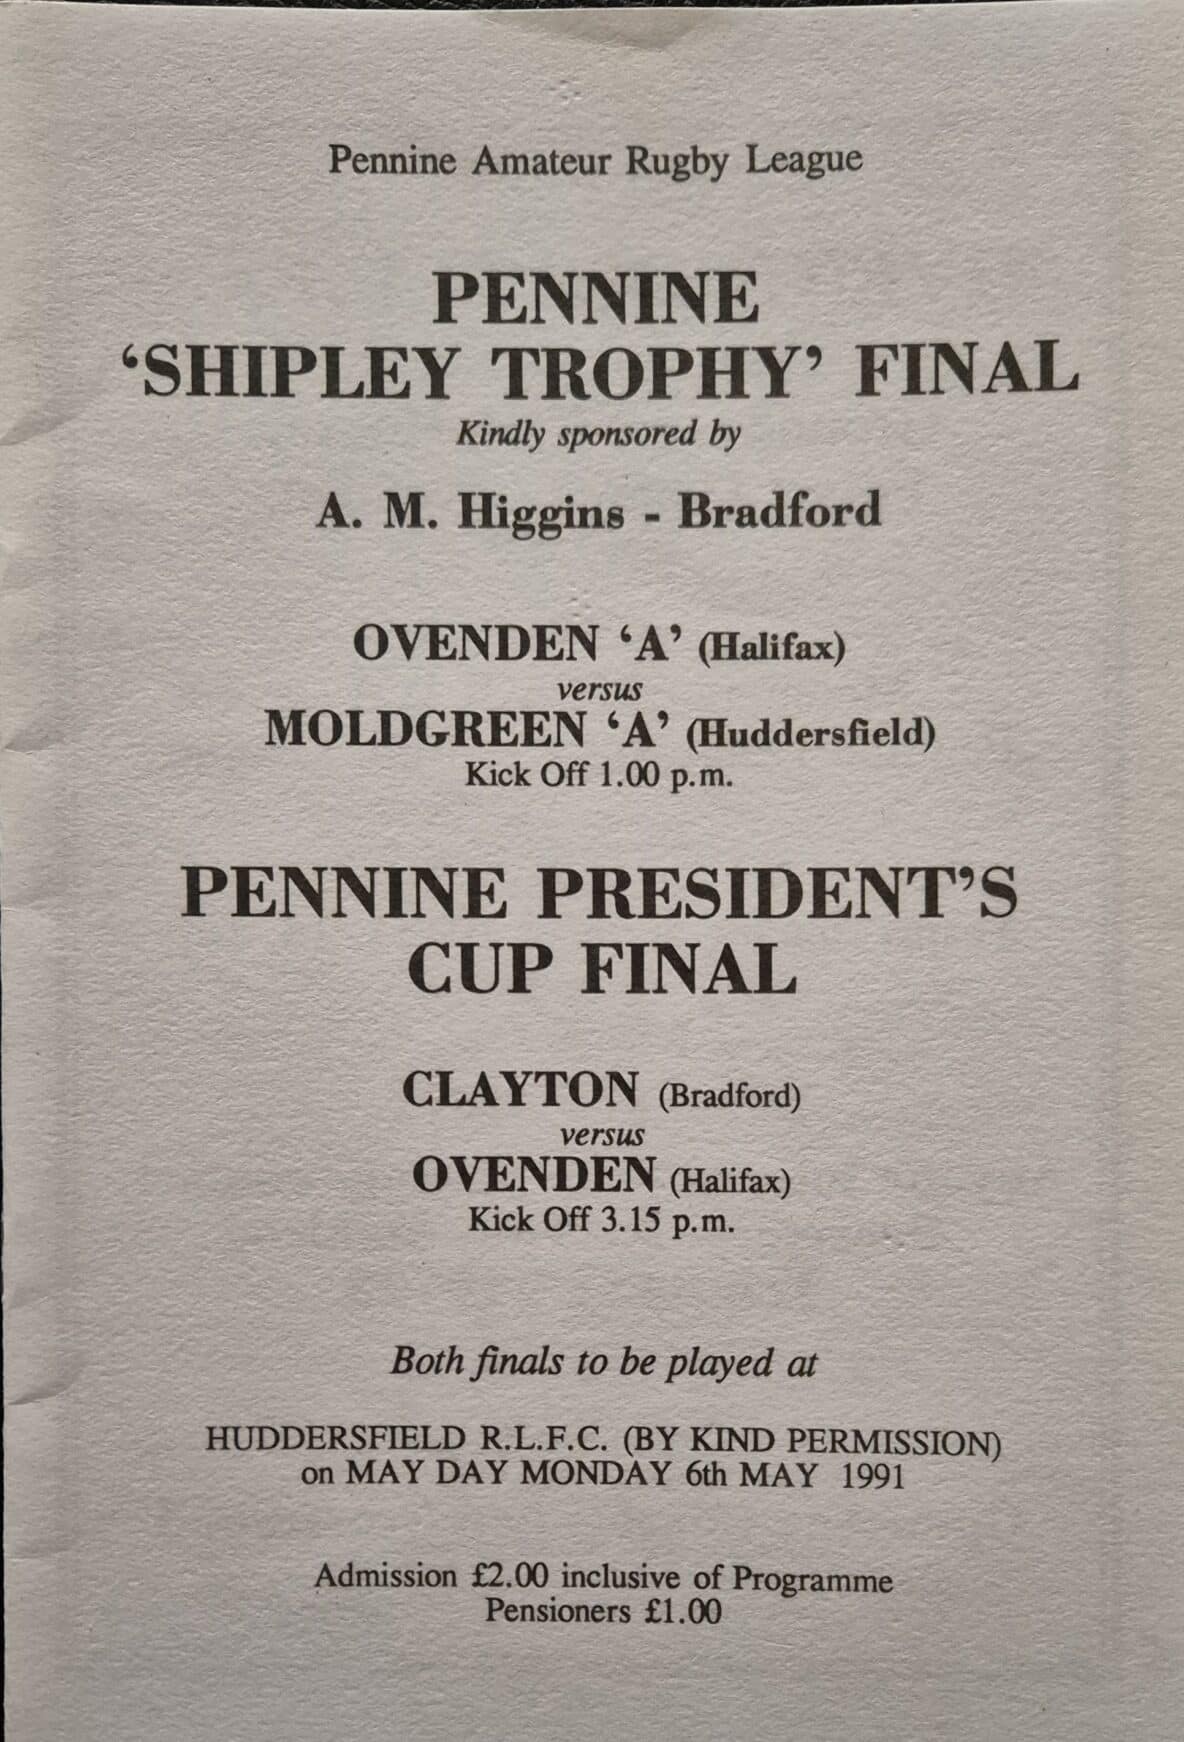 Pennine Amateur Rugby League
PENNINE
‘SHIPLEY TROPHY’ FINAL
Kindly sponsored by
A. M. Higgins - Bradford
OVENDEN ‘A’ (Halifax)
versus
MOLDGREEN ‘A’ (Huddersfield)
Kick Off 1.00 p.m.
PENNINE PRESIDENT’S
CUP FINAL
CLAYTON (Bradford)
versus
OVENDEN (Halifax)
Kick Off 3.15 p.m.
Both finals to be played at
HUDDERSFIELD R.L.F.C. (BY KIND PERMISSION)
on MAY DAY MONDAY 6th MAY 1991
Admission £2.00 inclusive of Programme
Pensioners £1.00